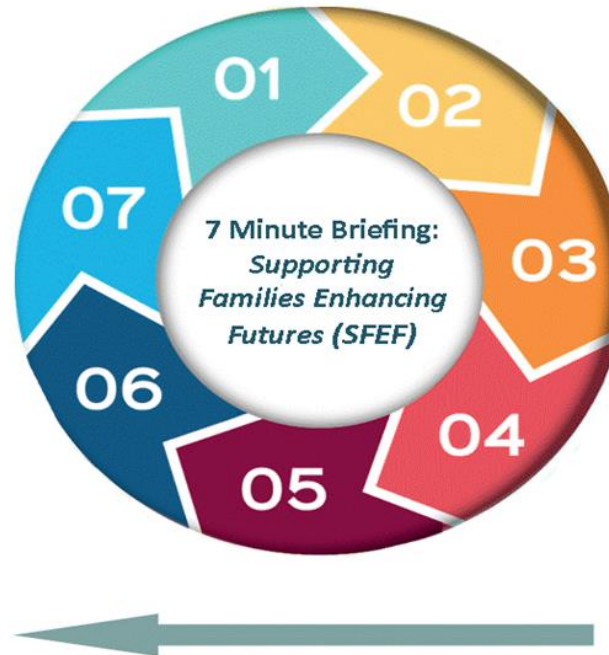 01
02
03
04
05
06
07
7 Minute Briefing:
Supporting
Families Enhancing
Futures (SFEF)